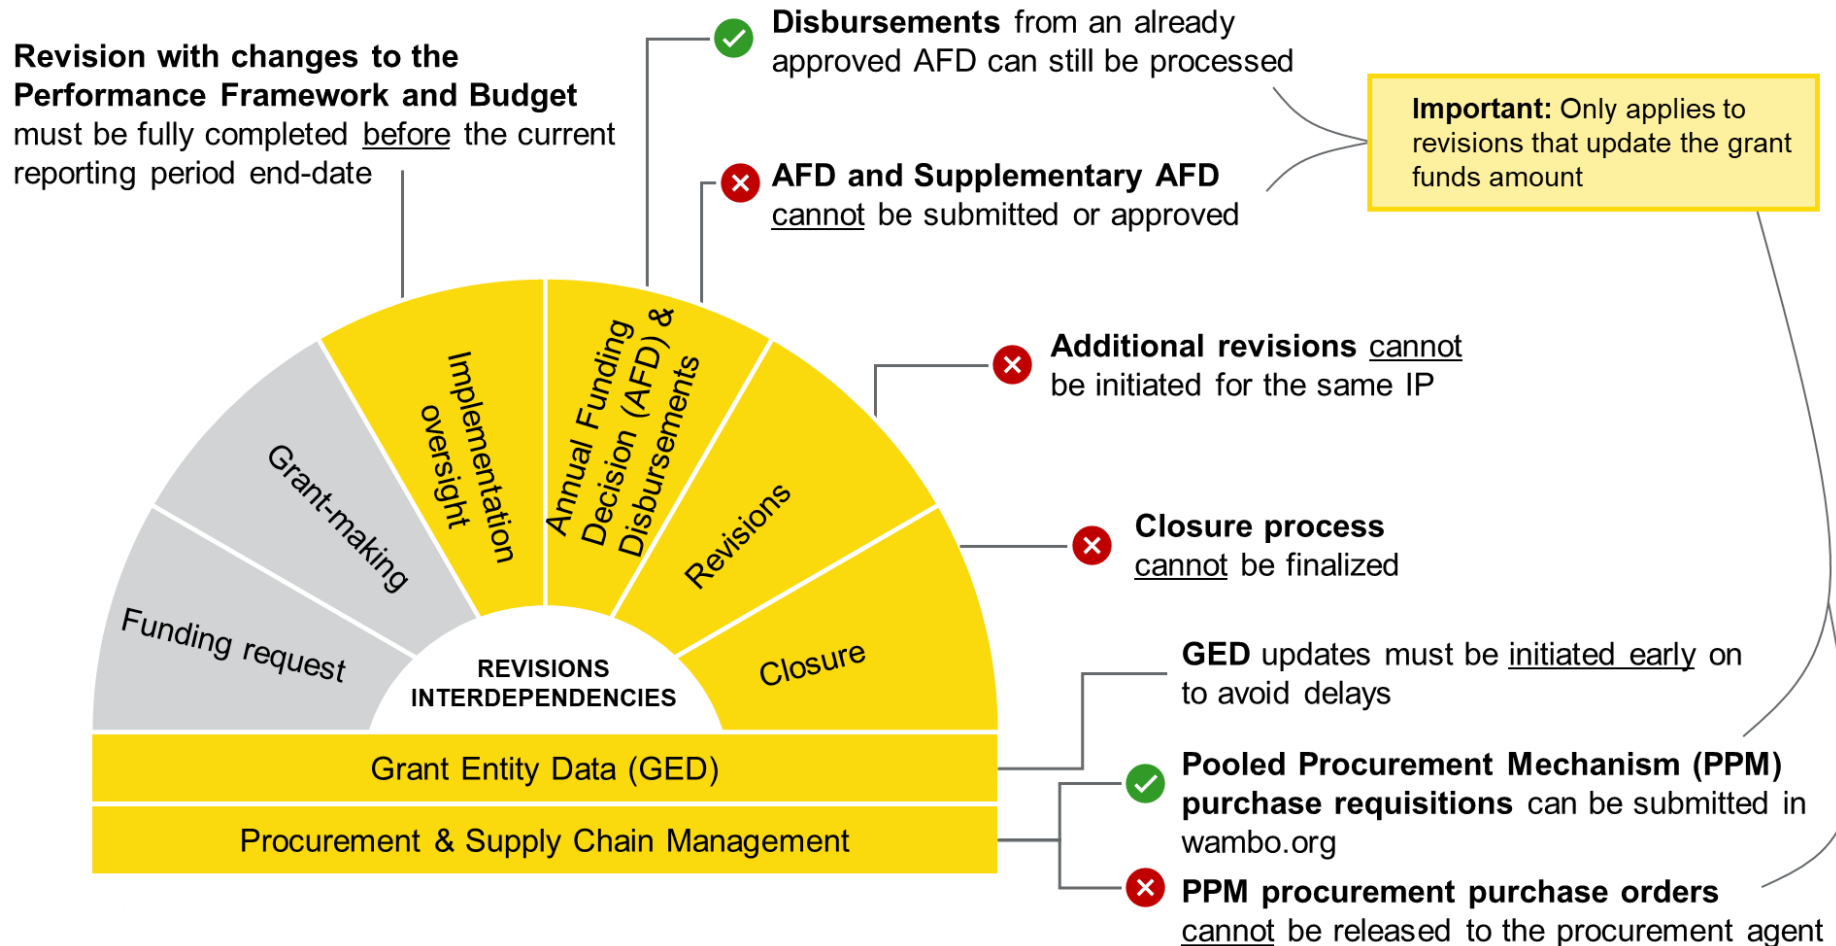 Revision with changes to the
Performance Framework and Budget
must be fully completed before the current
reporting period end-date
Disbursements from an already
approved AFD can still be processed
AFD and Supplementary AFD
cannot be submitted or approved
Important: Only applies to
revisions that update the grant
funds amount
Additional revisions cannot
be initiated for the same IP
Closure process
cannot be finalized
GED updates must be initiated early on
to avoid delays
Pooled Procurement Mechanism (PPM)
purchase requisitions can be submitted in
wambo.org
PPM procurement purchase orders
cannot be released to the procurement agent
Funding request
Grant-making
Implementation
oversight
Annual Funding
Decision (AFD) &
Disbursements
Revisions
Closure
REVISIONS
INTERDEPENDENCIES
Grant Entity Data (GED)
Procurement & Supply Chain Management